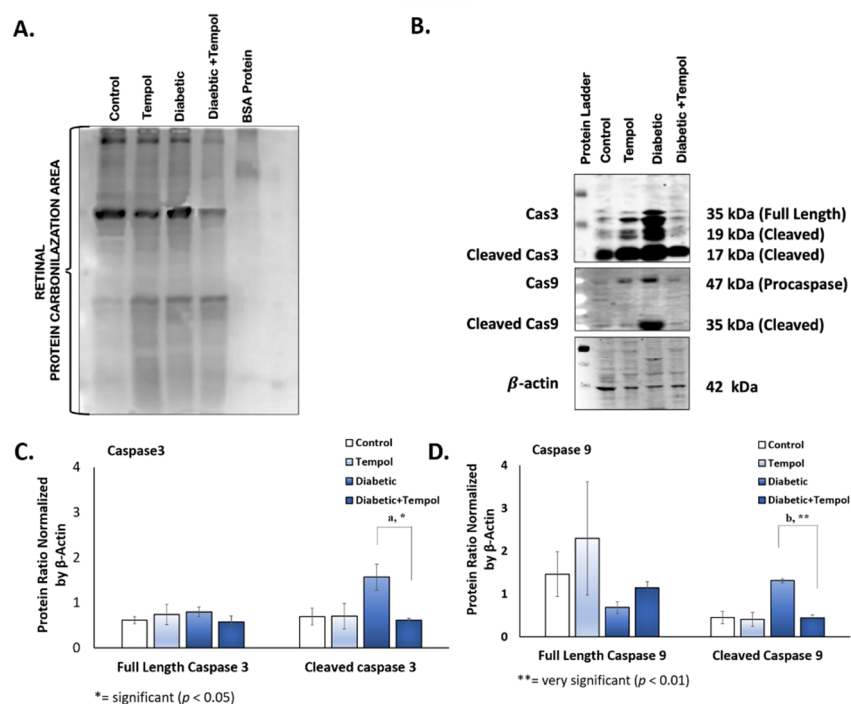 A.
Control
Tempol
Diabetic
Diaebtic +Tempol
BSA Protein
RETINAL
PROTEIN CARBONILAZATION AREA
B.
Protein Ladder
Control
Tempol
Diabetic
Diabetic +Tempol
Cas3
35 kDa (Full Length)
19 kDa (Cleaved)
Cleaved Cas3
17 kDa (Cleaved)
Cas9
47 kDa (Procaspase)
Cleaved Cas9
35 kDa (Cleaved)
β-actin
42 kDa
C.
Caspase3
Control
Tempol
Diabetic
Diabetic+Tempol
Protein Ratio Normalized
by β-Actin
4
3
2
1
0
a, *
Full Length Caspase 3
Cleaved caspase 3
*= significant (p < 0.05)
D.
Caspase 9
Control
Tempol
Diabetic
Diabetic+Tempol
Protein Ratio Normalized
by β-Actin
4
3
2
1
0
b, **
Full Length Caspase 9
Cleaved Caspase 9
**= very significant (p < 0.01)